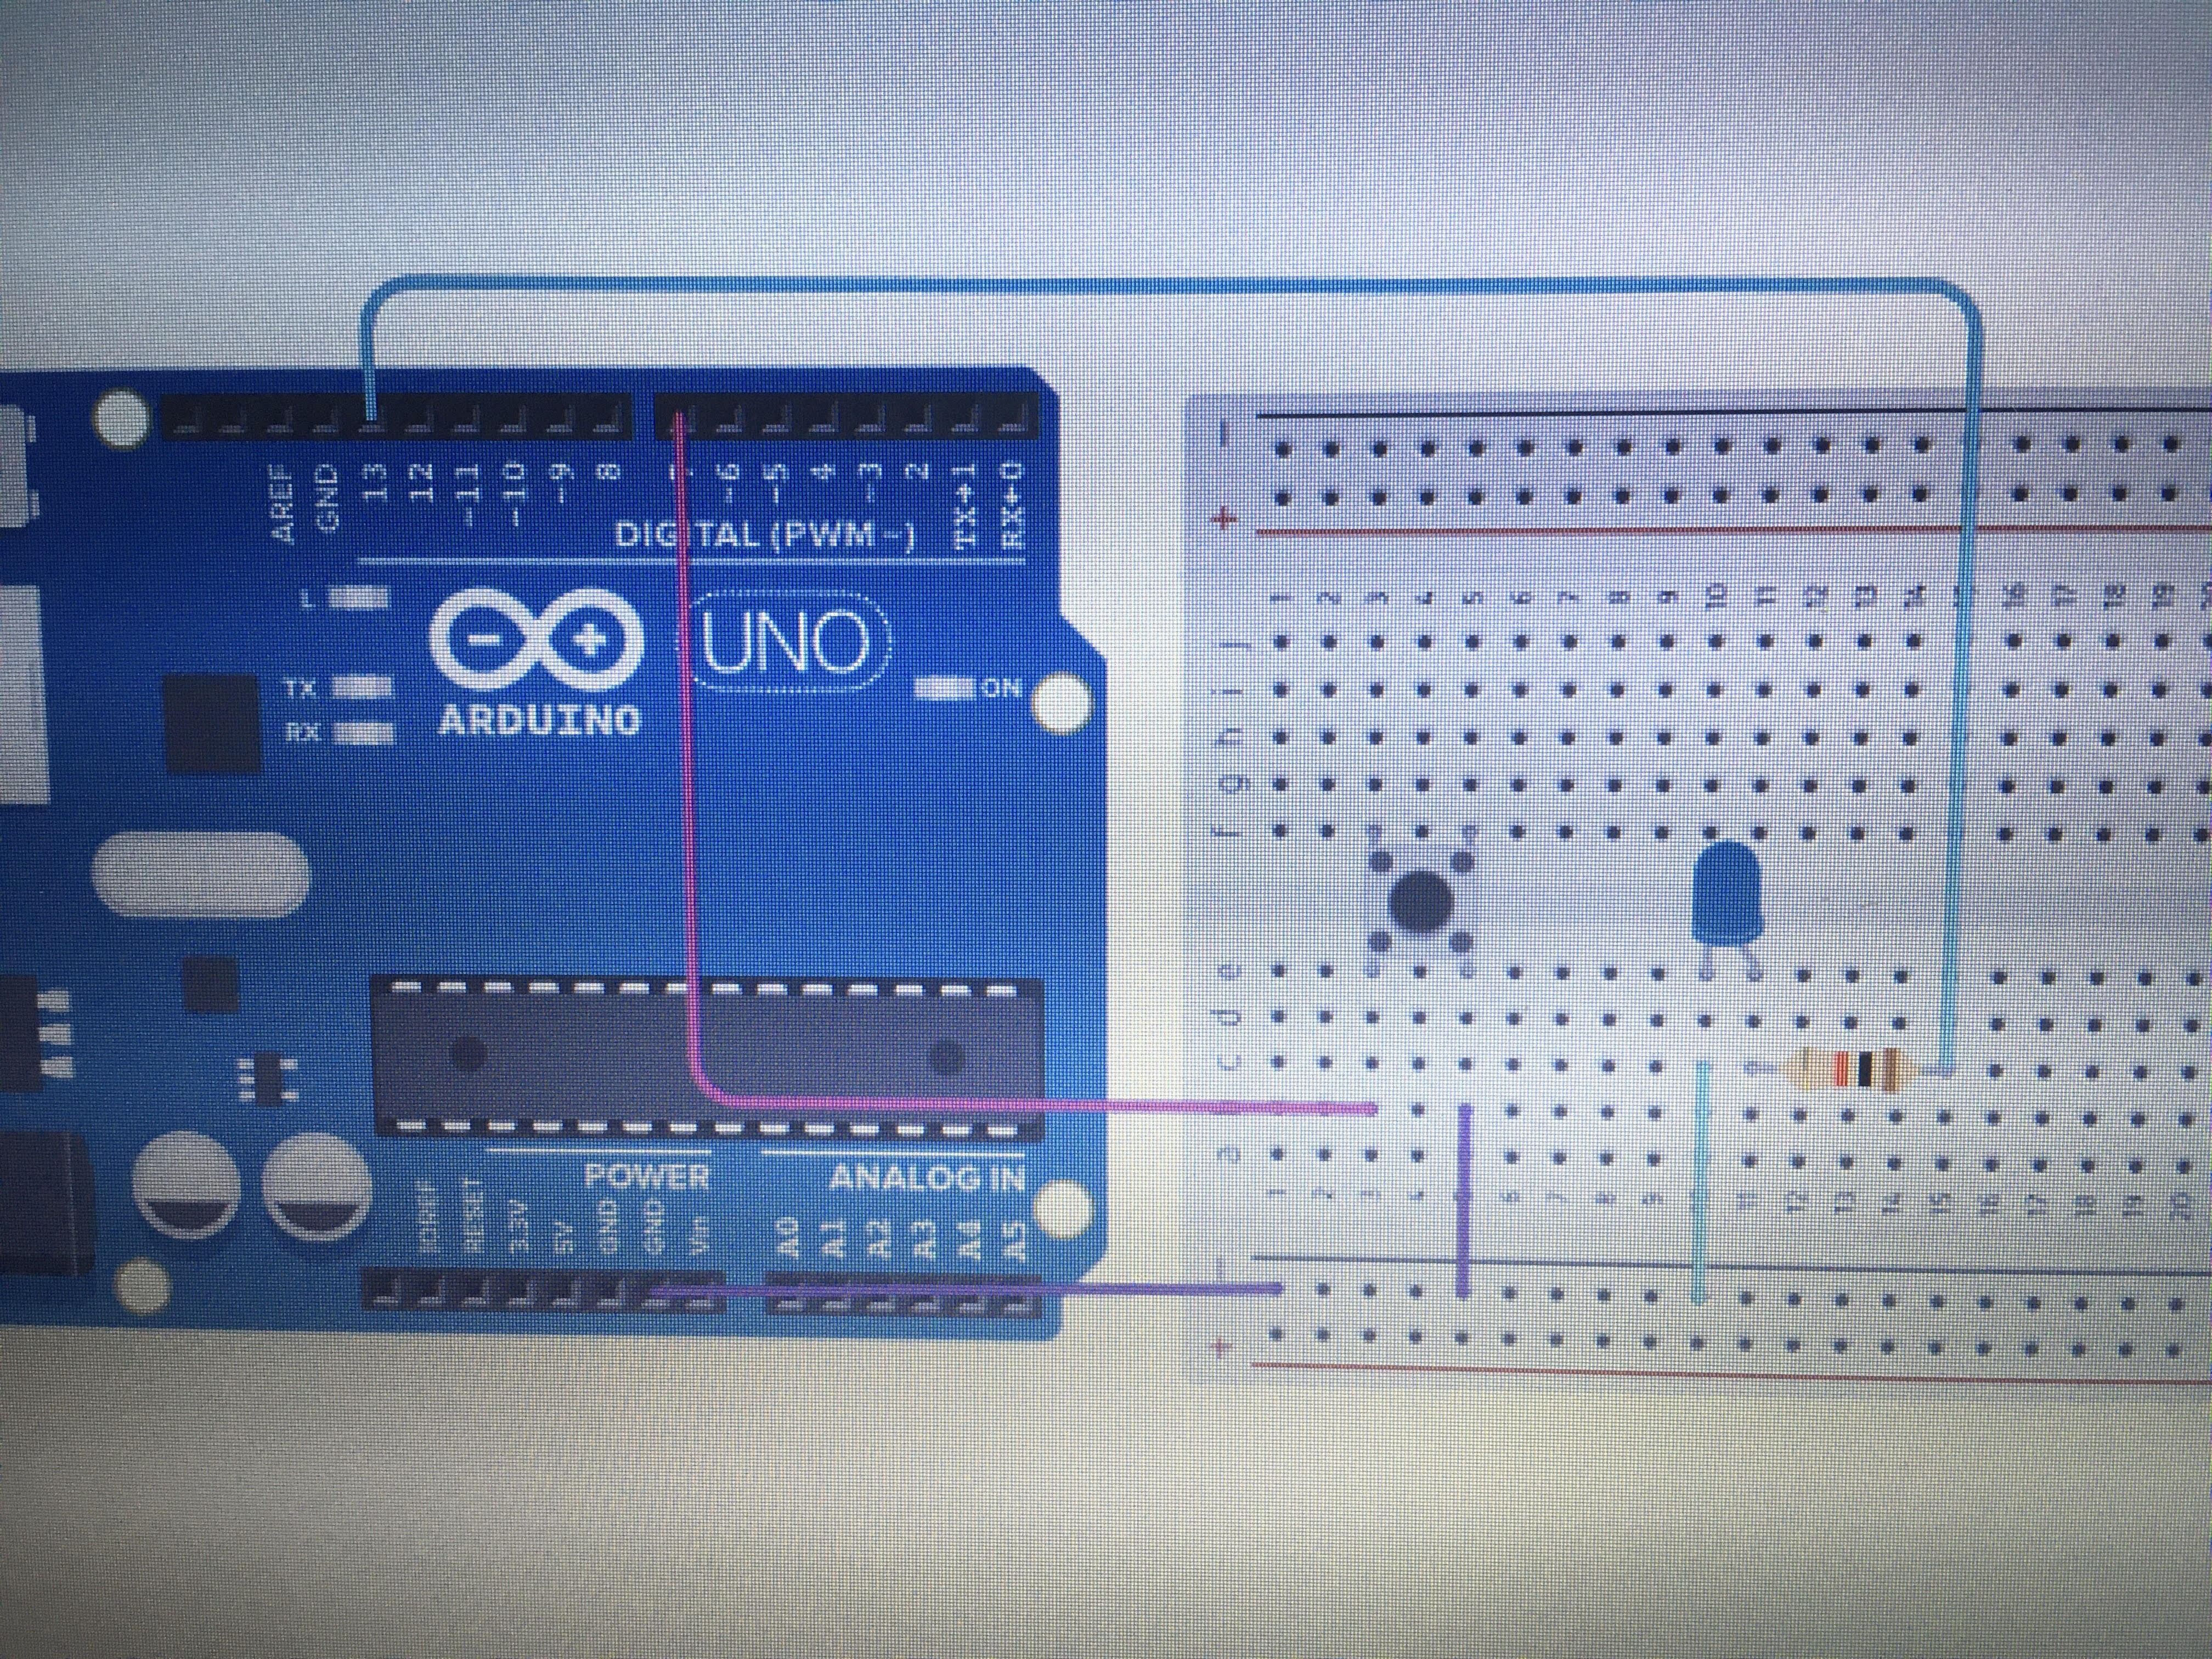 AREF
GND
13
12
~11
~10
~9
8
~6
~5
4
~3
2
TX→1
RX←0
DIGITAL (PWM~)
L
TX
RX
ARDUINO
UNO
ON
POWER
ANALOG IN
IOREF
RESET
3.3V
5V
GND
GND
Vin
A0
A1
A2
A3
A4
A5
−
+
1 2 3 4 5 6 7 8 9 10 11 12 13 14 16 17 18 19
j
i
h
g
f
e
d
c
a
1 2 3 4 6 7 8 9 11 12 13 14 15 16 17 18 19 20
−
+